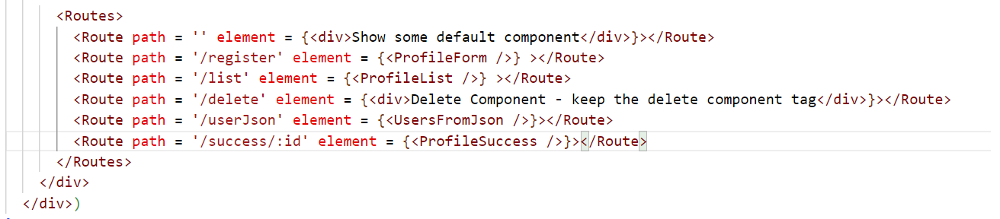 <Routes>
<Route path = '' element = {<div>Show some default component</div>}></Route>
<Route path = '/register' element = {<ProfileForm />} ></Route>
<Route path = '/list' element = {<ProfileList />} ></Route>
<Route path = '/delete' element = {<div>Delete Component - keep the delete component tag</div>}></Route>
<Route path = '/userJson' element = {<UsersFromJson />}></Route>
<Route path = '/success/:id' element = {<ProfileSuccess />}></Route>
</Routes>
</div>
</div>)